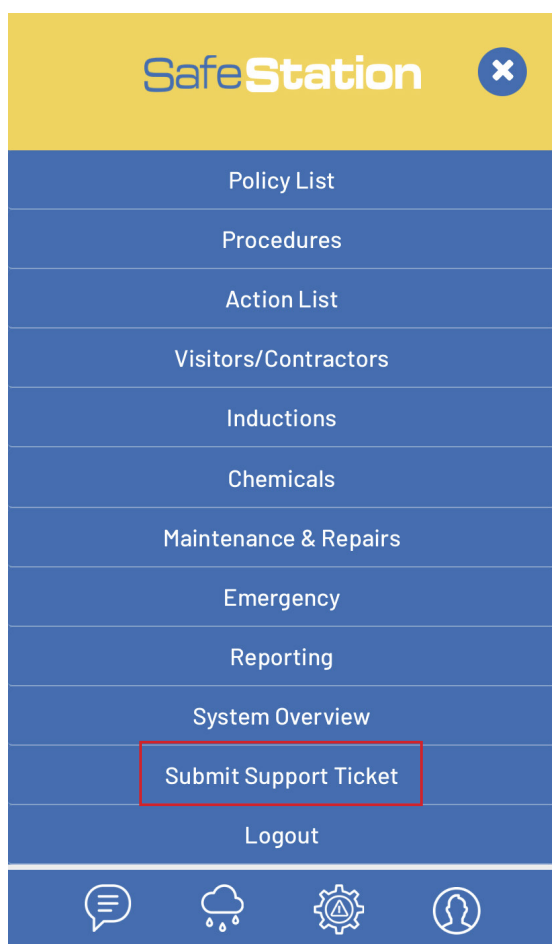 SafeStation
Policy List
Procedures
Action List
Visitors/Contractors
Inductions
Chemicals
Maintenance & Repairs
Emergency
Reporting
System Overview
Submit Support Ticket
Logout